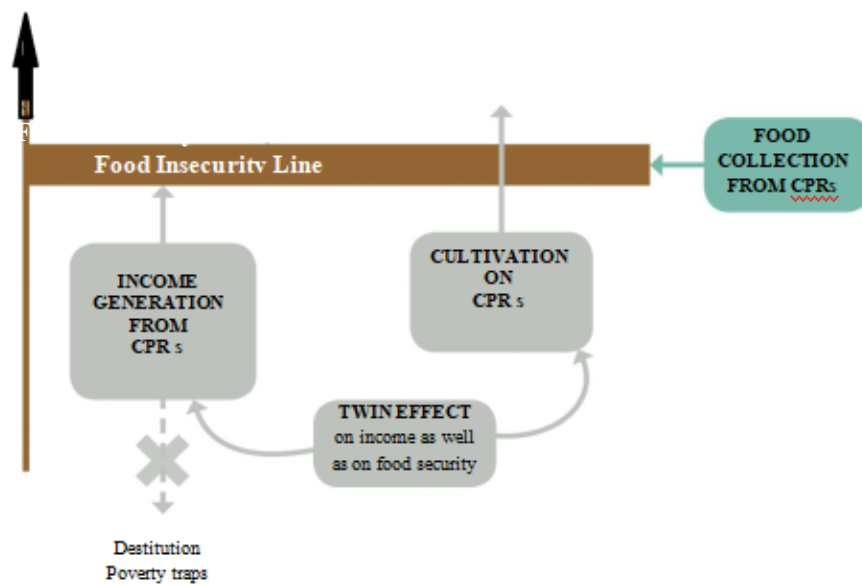 Food Insecurity Line
FOOD
COLLECTION
FROM CPRs
INCOME
GENERATION
FROM
CPR s
CULTIVATION
ON
CPR s
TWIN EFFECT
on income as well
as on food security
Destitution
Poverty traps